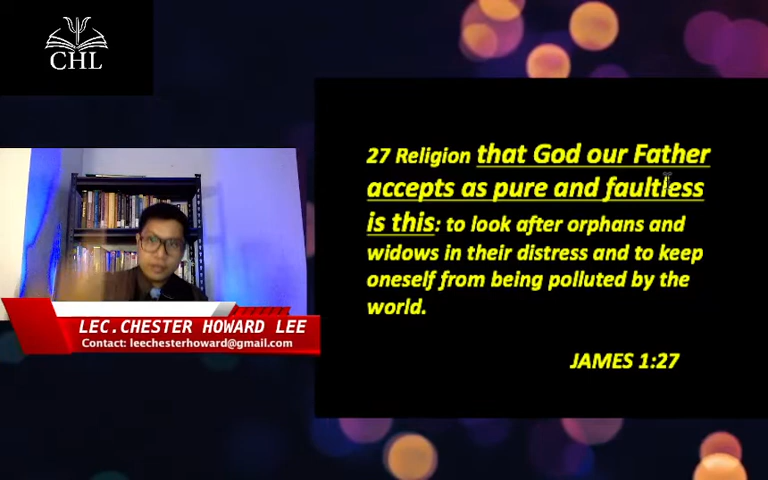 CHL
27 Religion that God our Father
accepts as pure and faultless
is this: to look after orphans and
widows in their distress and to keep
oneself from being polluted by the
world.
JAMES 1:27
LEC.CHESTER HOWARD LEE
Contact: leechesterhoward@gmail.com